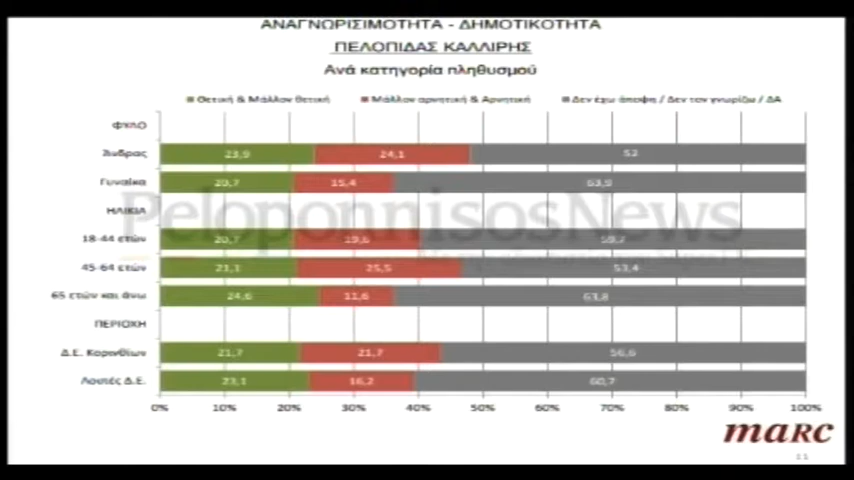 ΑΝΑΓΝΩΡΙΣΙΜΟΤΗΤΑ - ΔΗΜΟΤΙΚΟΤΗΤΑ
ΠΕΛΟΠΙΔΑΣ ΚΑΛΛΙΡΗΣ
Ανά κατηγορία πληθυσμού
Θετική & Μάλλον θετική Μάλλον αρνητική & Αρνητική Δεν έχω άποψη / Δεν τον γνωρίζω / ΔΑ
ΦΥΛΟ
Άνδρας 23,9 24,1 52
Γυναίκα 20,7 15,4 63,9
PeloponnisosNews
ΗΛΙΚΙΑ
18-44 ετών 20,7 19,6 59,7
45-64 ετών 21,1 25,5 53,4
65 ετών και άνω 24,6 11,6 63,8
ΠΕΡΙΟΧΗ
Δ.Ε. Κορινθίων 21,7 21,7 56,6
Λοιπές Δ.Ε. 23,1 16,2 60,7
0% 10% 20% 30% 40% 50% 60% 70% 80% 90% 100%
marc
11